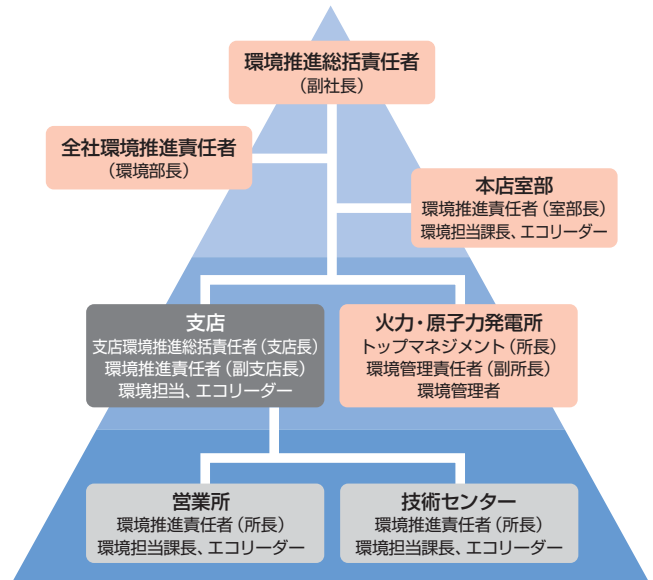 環境推進総括責任者
(副社長)
全社環境推進責任者
(環境部長)
本店室部
環境推進責任者(室部長)
環境担当課長、エコリーダー
支店
支店環境推進総括責任者(支店長)
環境推進責任者(副支店長)
環境担当、エコリーダー
火力・原子力発電所
トップマネジメント(所長)
環境管理責任者(副所長)
環境管理者
営業所
環境推進責任者(所長)
環境担当課長、エコリーダー
技術センター
環境推進責任者(所長)
環境担当課長、エコリーダー